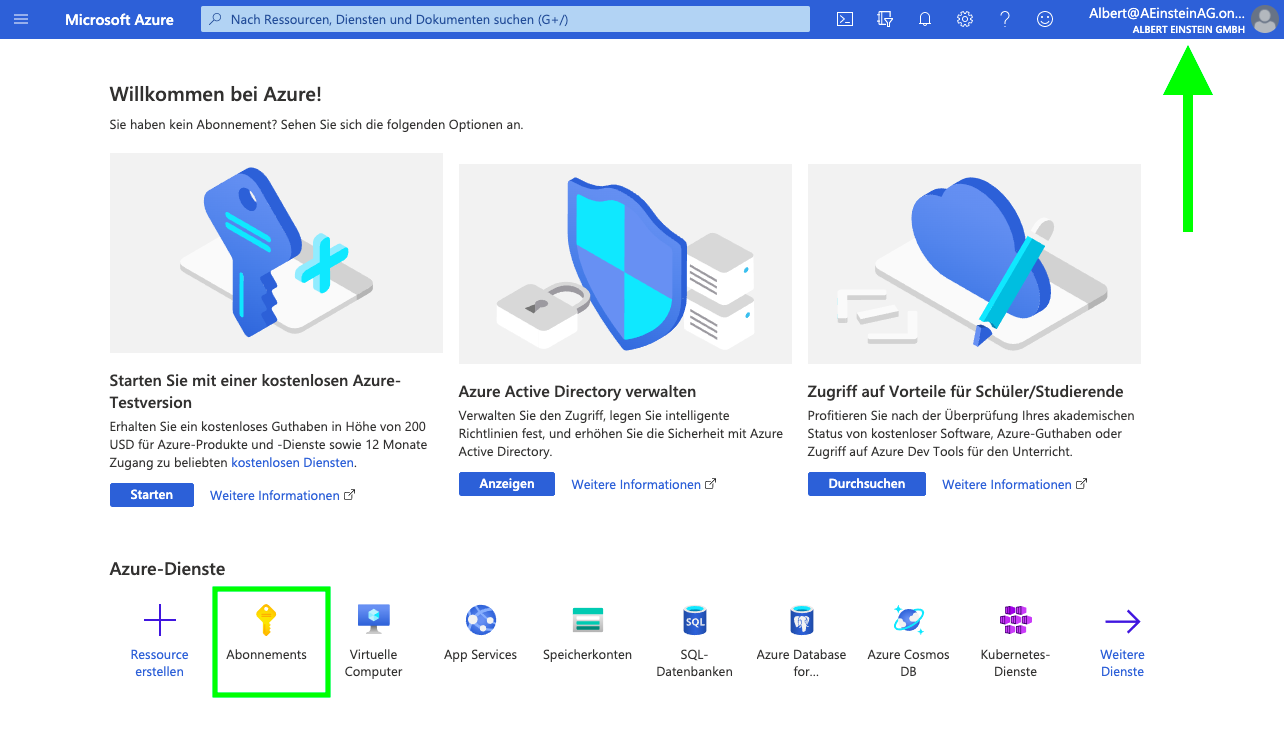 Microsoft Azure
Nach Ressourcen, Diensten und Dokumenten suchen (G+/)
Albert@AEinsteinAG.on...
ALBERT EINSTEIN GMBH
Willkommen bei Azure!
Sie haben kein Abonnement? Sehen Sie sich die folgenden Optionen an.
Starten Sie mit einer kostenlosen Azure-
Testversion
Erhalten Sie ein kostenloses Guthaben in Höhe von 200
USD für Azure-Produkte und -Dienste sowie 12 Monate
Zugang zu beliebten kostenlosen Diensten.
Starten
Weitere Informationen
Azure Active Directory verwalten
Verwalten Sie den Zugriff, legen Sie intelligente
Richtlinien fest, und erhöhen Sie die Sicherheit mit Azure
Active Directory.
Anzeigen
Weitere Informationen
Zugriff auf Vorteile für Schüler/Studierende
Profitieren Sie nach der Überprüfung Ihres akademischen
Status von kostenloser Software, Azure-Guthaben oder
Zugriff auf Azure Dev Tools für den Unterricht.
Durchsuchen
Weitere Informationen
Azure-Dienste
Ressource
erstellen
Abonnements
Virtuelle
Computer
App Services
Speicherkonten
SQL
SQL-
Datenbanken
Azure Database
for...
Azure Cosmos
DB
Kubernetes-
Dienste
Weitere
Dienste